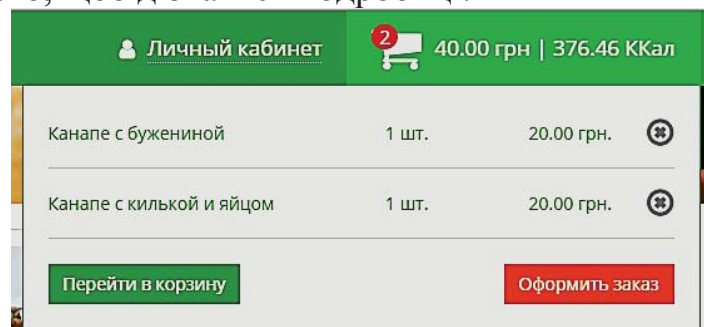 Личный кабинет
2
40.00 грн | 376.46 ККал
Канапе с бужениной 1 шт. 20.00 грн.
Канапе с килькой и яйцом 1 шт. 20.00 грн.
Перейти в корзину Оформить заказ